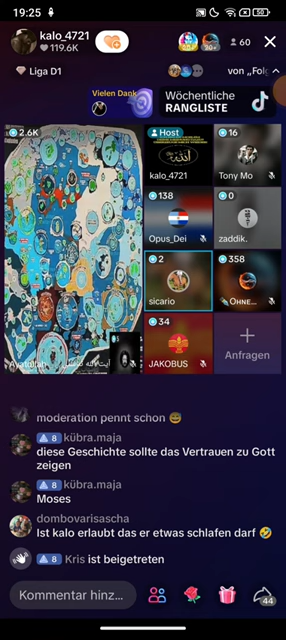 19:25
50
kalo_4721
119.6K
30+
60
Liga D1
von „Fol
Vielen Dank
Wöchentliche
RANGLISTE
2.6K
Host
kalo_4721
16
Tony Mo
138
Opus_Dei
0
zaddik.
2
sicario
358
OHNE...
34
JAKOBUS
Anfragen
moderation pennt schon 😅
8 kübra.maja
diese Geschichte sollte das Vertrauen zu Gott
zeigen
8 kübra.maja
Moses
dombovarisascha
Ist kalo erlaubt das er etwas schlafen darf 🤣
8 Kris ist beigetreten
Kommentar hinz...
44